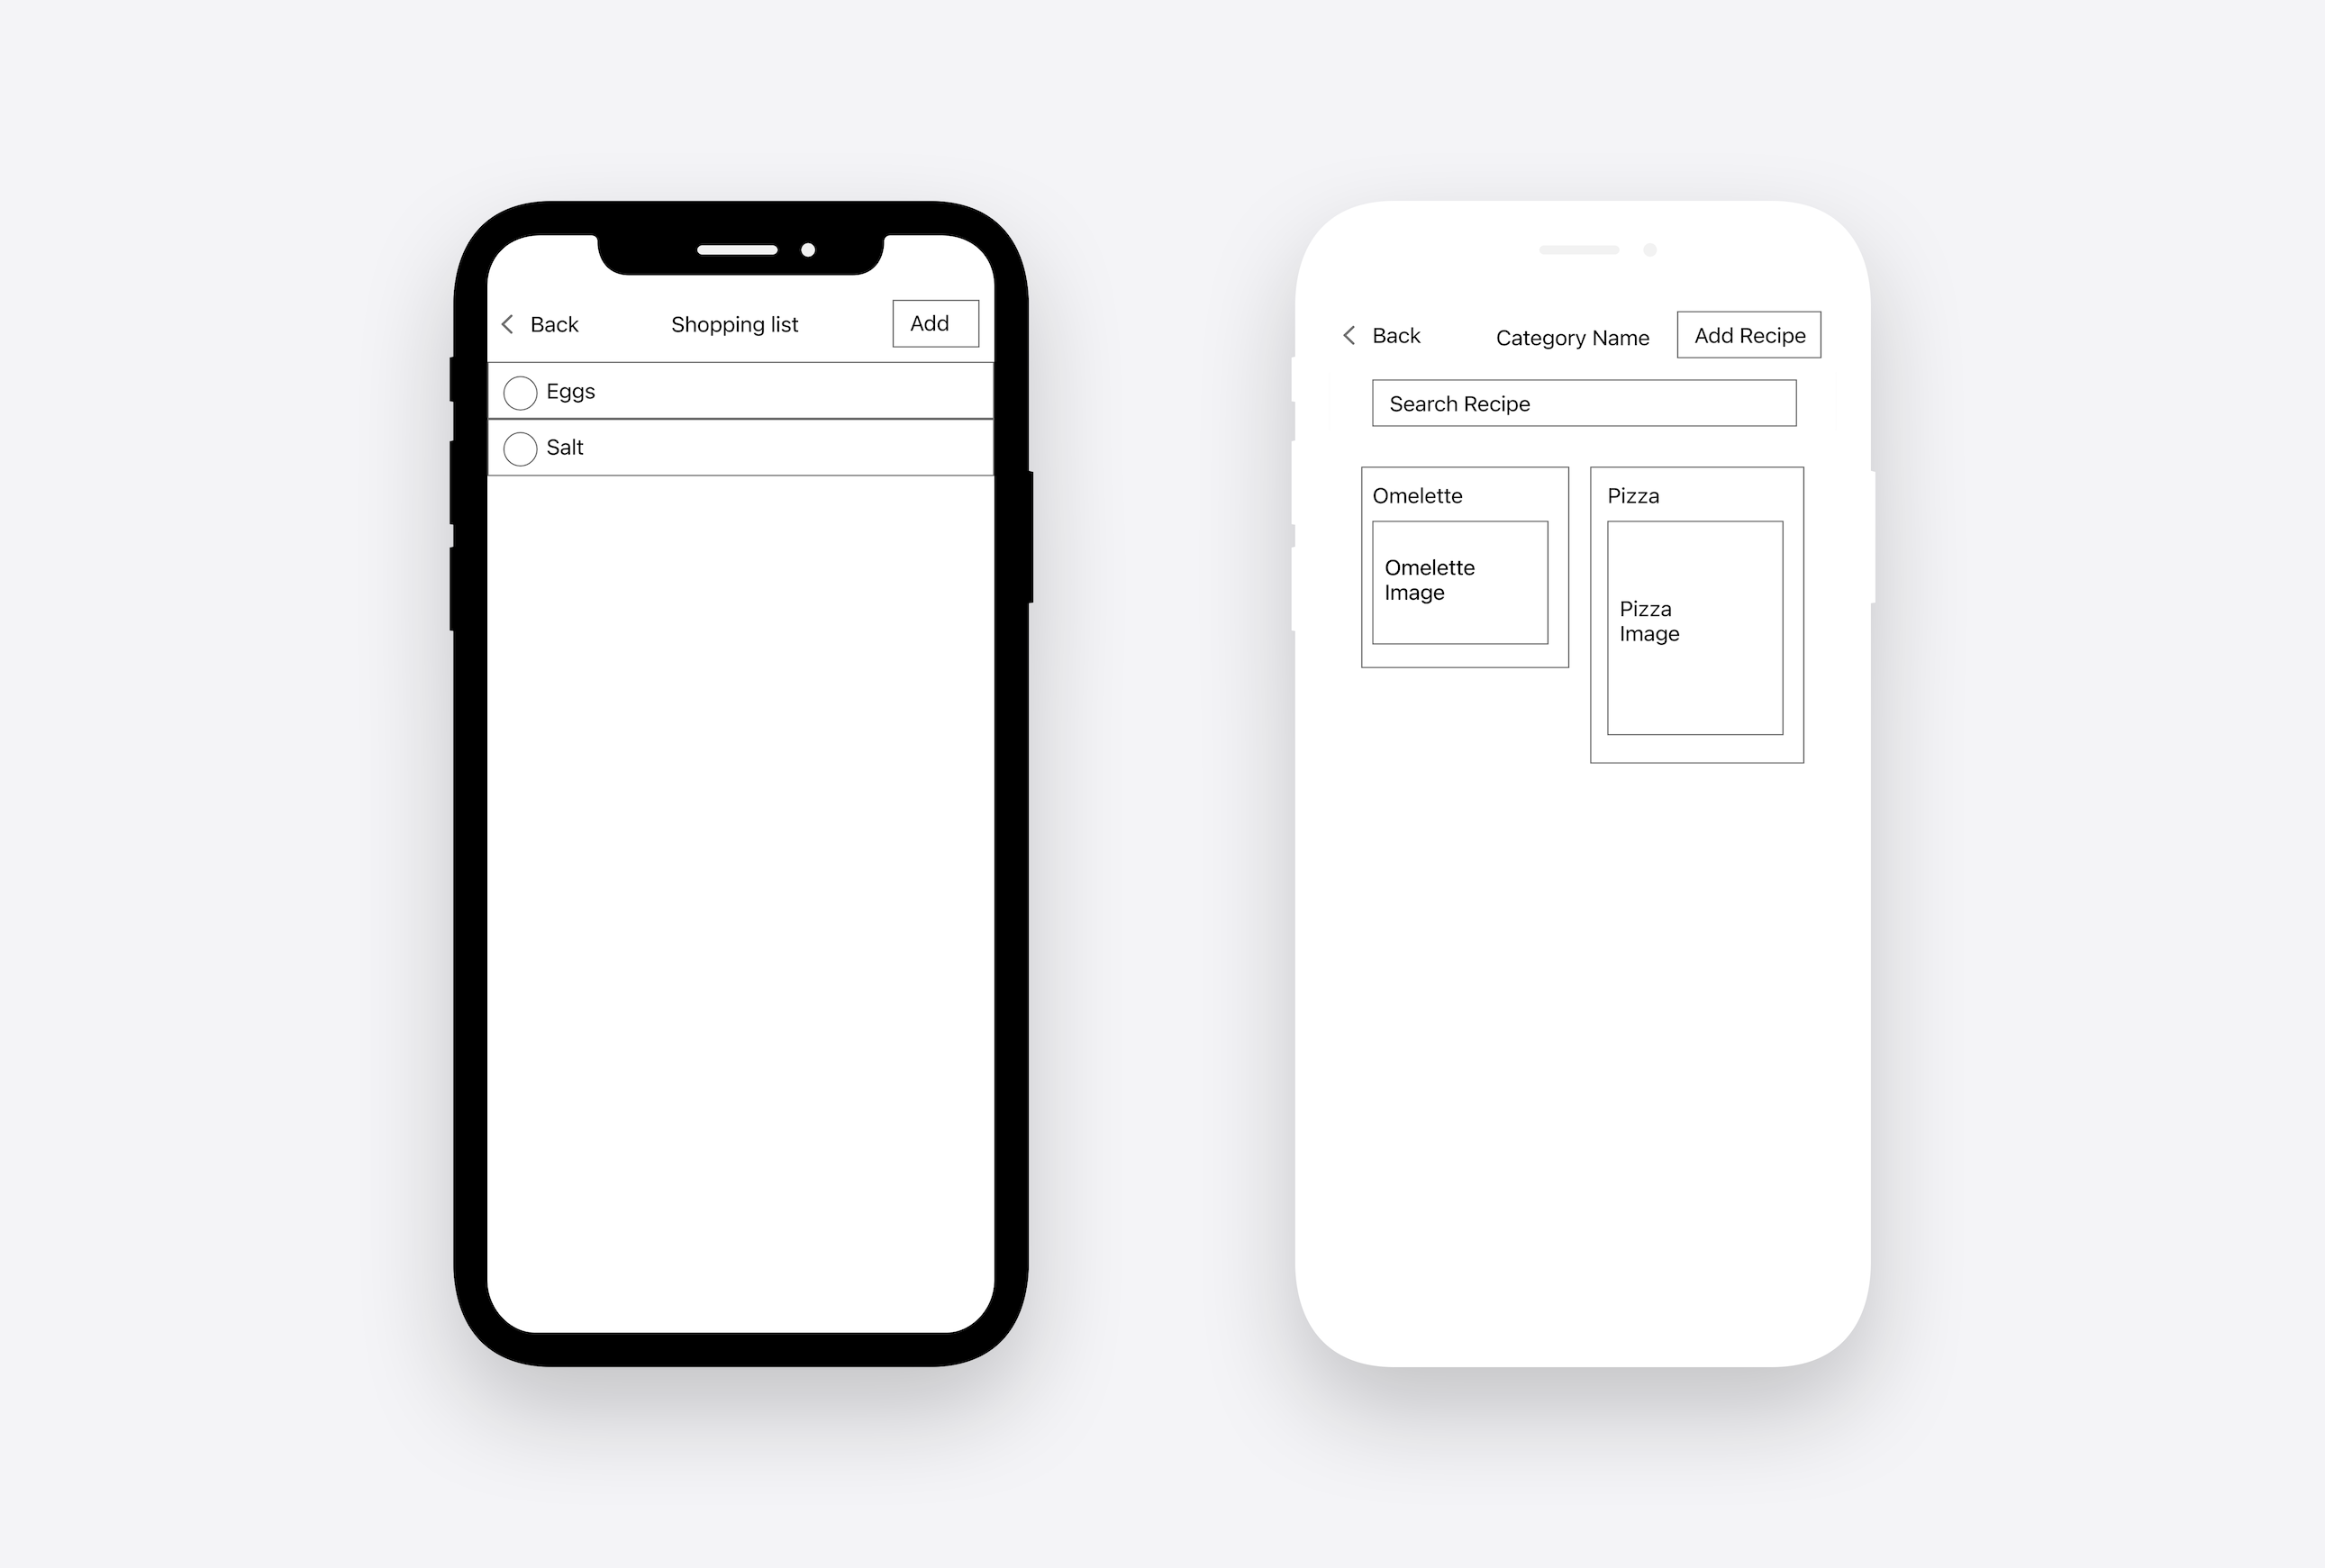 Back
Shopping list
Add
Eggs
Salt
Back
Category Name
Add Recipe
Search Recipe
Omelette
Omelette
Image
Pizza
Pizza
Image